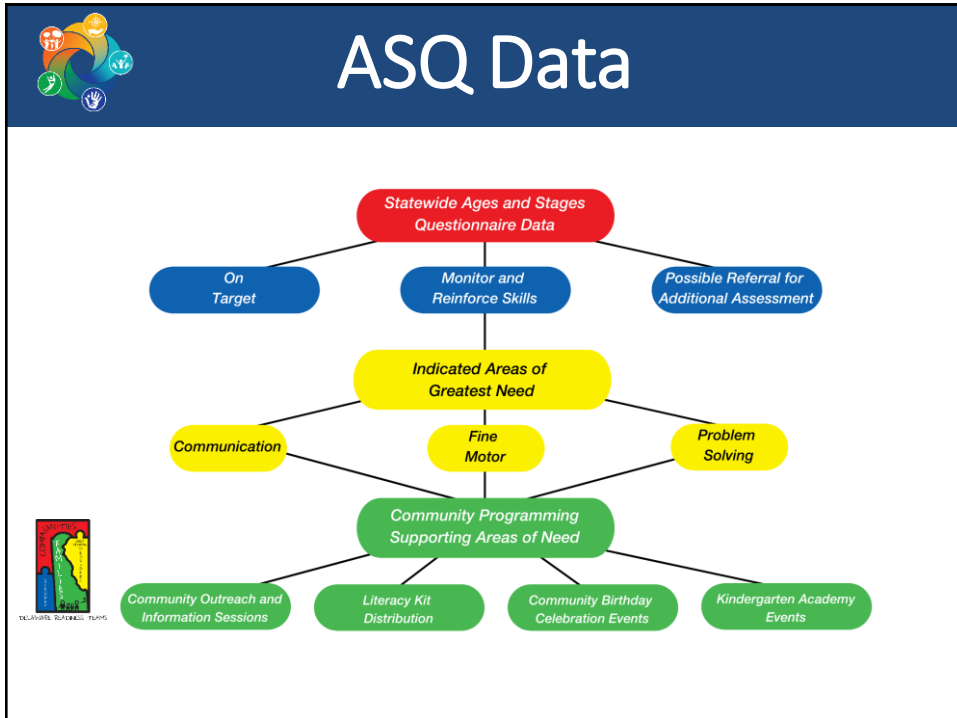 ASQ Data
Statewide Ages and Stages
Questionnaire Data
On
Target
Monitor and
Reinforce Skills
Possible Referral for
Additional Assessment
Indicated Areas of
Greatest Need
Communication
Fine
Motor
Problem
Solving
Community Programming
Supporting Areas of Need
COMMUNITIES
FAMILIES
DELAWARE READINESS TEAMS
Community Outreach and
Information Sessions
Literacy Kit
Distribution
Community Birthday
Celebration Events
Kindergarten Academy
Events